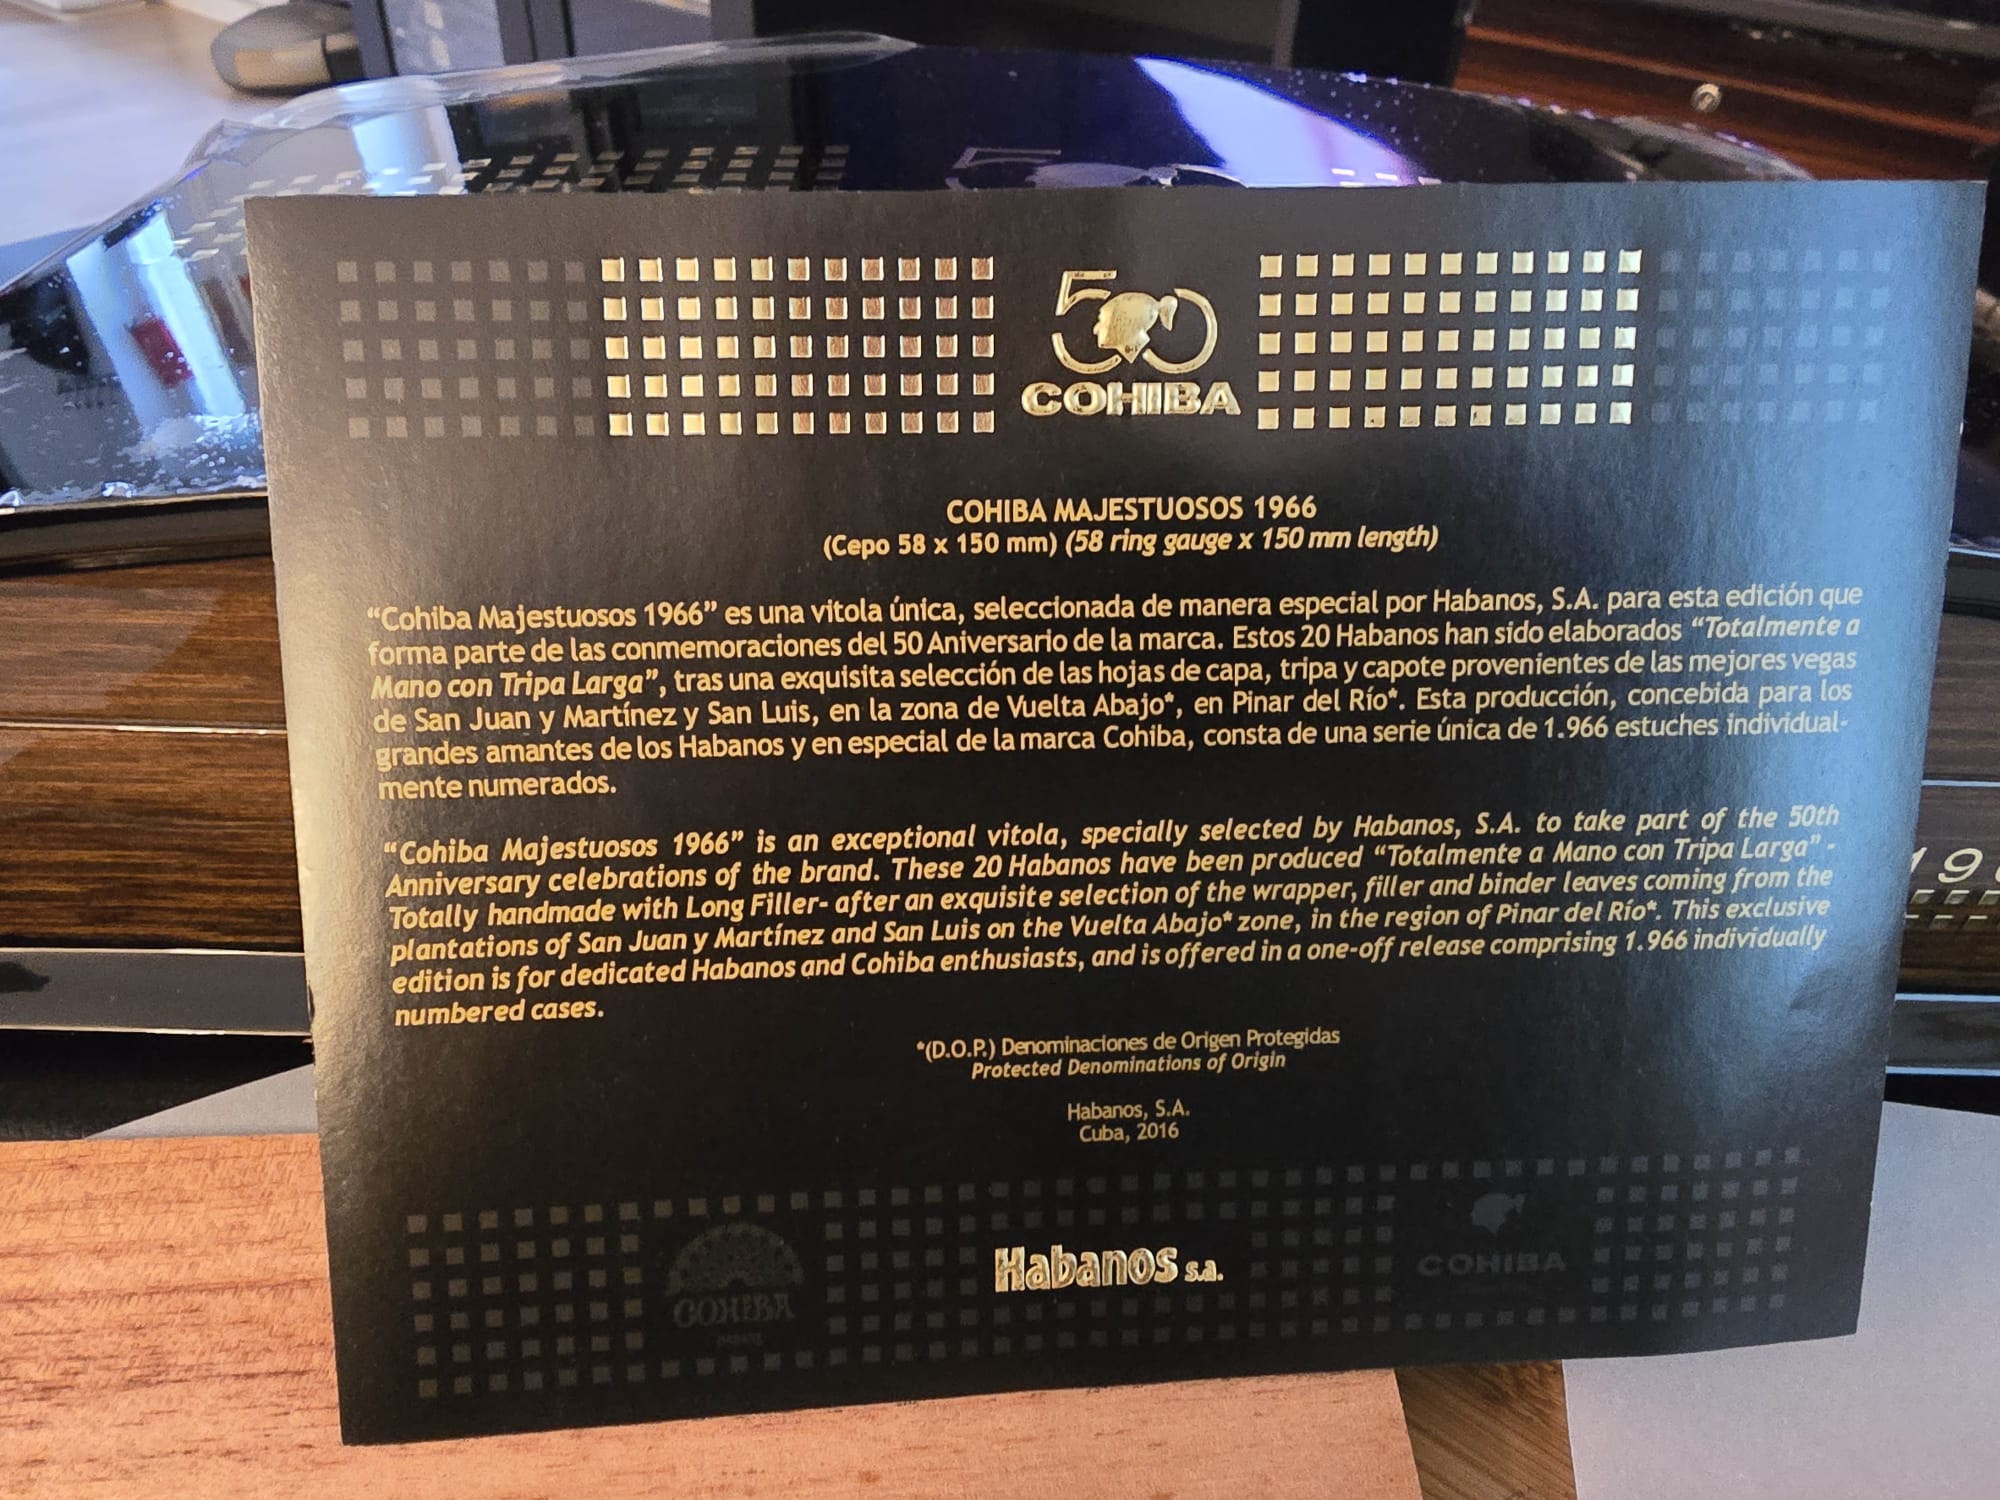 50
COHIBA
COHIBA MAJESTUOSOS 1966
(Cepo 58 x 150 mm) (58 ring gauge x 150 mm length)
“Cohiba Majestuosos 1966” es una vitola única, seleccionada de manera especial por Habanos, S.A. para esta edición que
forma parte de las conmemoraciones del 50 Aniversario de la marca. Estos 20 Habanos han sido elaborados “Totalmente a
Mano con Tripa Larga”, tras una exquisita selección de las hojas de capa, tripa y capote provenientes de las mejores vegas
de San Juan y Martínez y San Luis, en la zona de Vuelta Abajo*, en Pinar del Río*. Esta producción, concebida para los
grandes amantes de los Habanos y en especial de la marca Cohiba, consta de una serie única de 1.966 estuches individual-
mente numerados.
“Cohiba Majestuosos 1966” is an exceptional vitola, specially selected by Habanos, S.A. to take part of the 50th
Anniversary celebrations of the brand. These 20 Habanos have been produced “Totalmente a Mano con Tripa Larga” -
Totally handmade with Long Filler- after an exquisite selection of the wrapper, filler and binder leaves coming from the
plantations of San Juan y Martínez and San Luis on the Vuelta Abajo* zone, in the region of Pinar del Río*. This exclusive
edition is for dedicated Habanos and Cohiba enthusiasts, and is offered in a one-off release comprising 1.966 individually
numbered cases.
*(D.O.P.) Denominaciones de Origen Protegidas
Protected Denominations of Origin
Habanos, S.A.
Cuba, 2016
COHIBA
Habanos s.a.
COHIBA